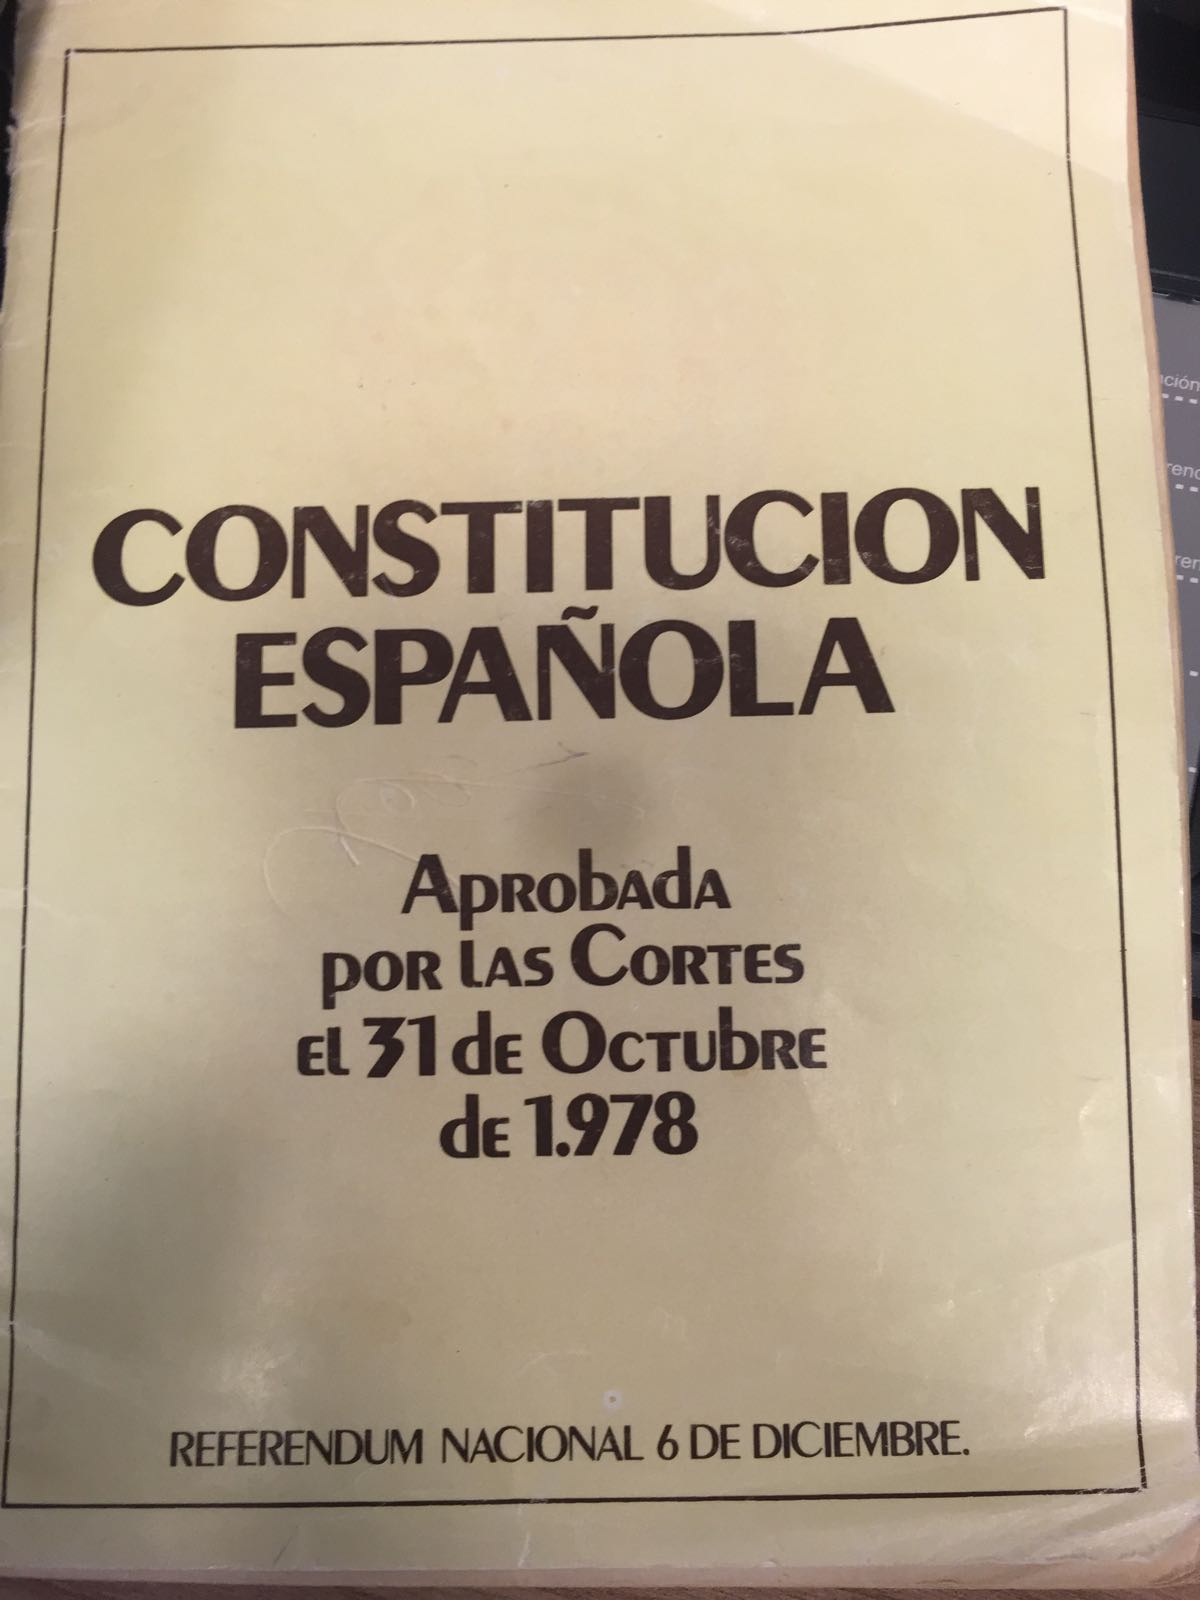 CONSTITUCION
ESPAÑOLA
Aprobada
por las Cortes
el 31 de Octubre
de 1.978
REFERENDUM NACIONAL 6 DE DICIEMBRE.